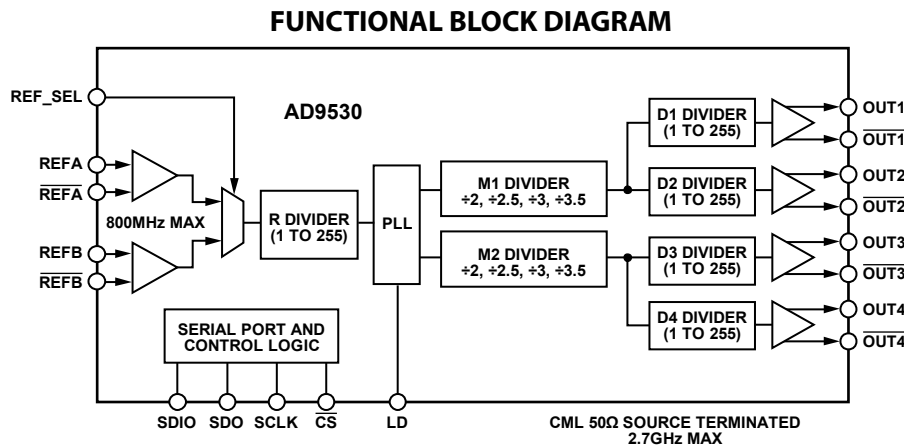 FUNCTIONAL BLOCK DIAGRAM
REF_SEL
AD9530
REFA
REFA
800MHz MAX
REFB
REFB
R DIVIDER
(1 TO 255)
PLL
M1 DIVIDER
÷2, ÷2.5, ÷3, ÷3.5
M2 DIVIDER
÷2, ÷2.5, ÷3, ÷3.5
D1 DIVIDER
(1 TO 255)
D2 DIVIDER
(1 TO 255)
D3 DIVIDER
(1 TO 255)
D4 DIVIDER
(1 TO 255)
OUT1
OUT1
OUT2
OUT2
OUT3
OUT3
OUT4
OUT4
SERIAL PORT AND
CONTROL LOGIC
SDIO
SDO
SCLK
CS
LD
CML 50Ω SOURCE TERMINATED
2.7GHz MAX